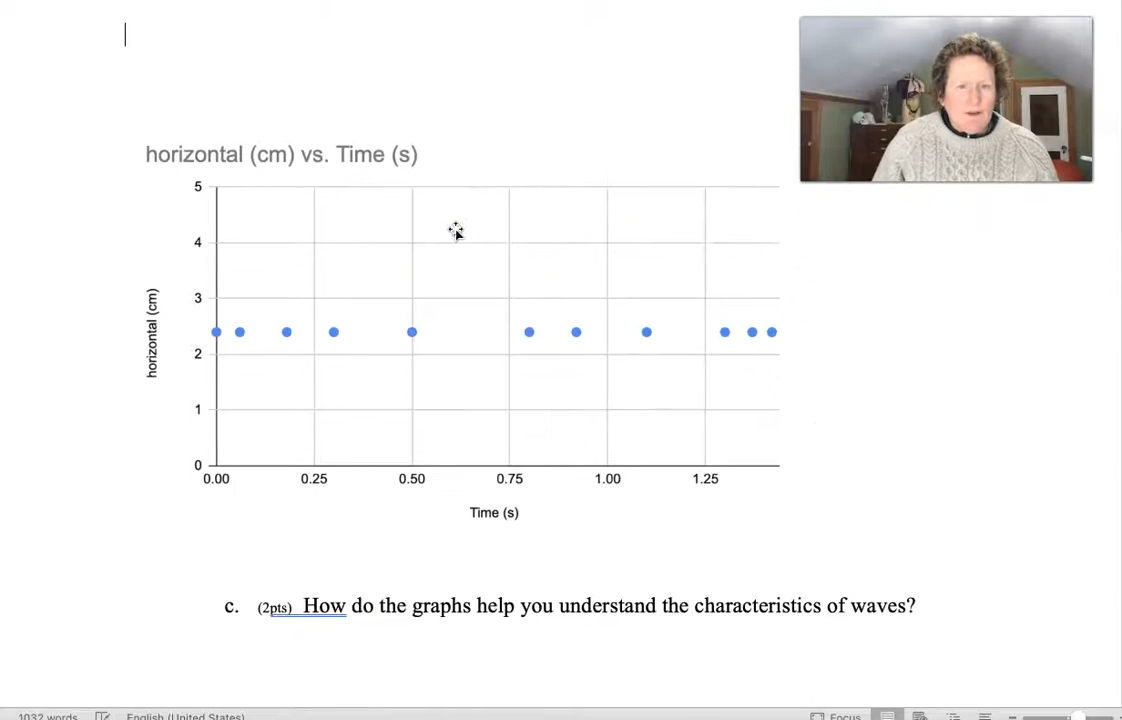 horizontal (cm) vs. Time (s)
5
4
3
2
1
0
horizontal (cm)
0.00 0.25 0.50 0.75 1.00 1.25
Time (s)
c. (2pts) How do the graphs help you understand the characteristics of waves?
1032 words English (United States) Focus